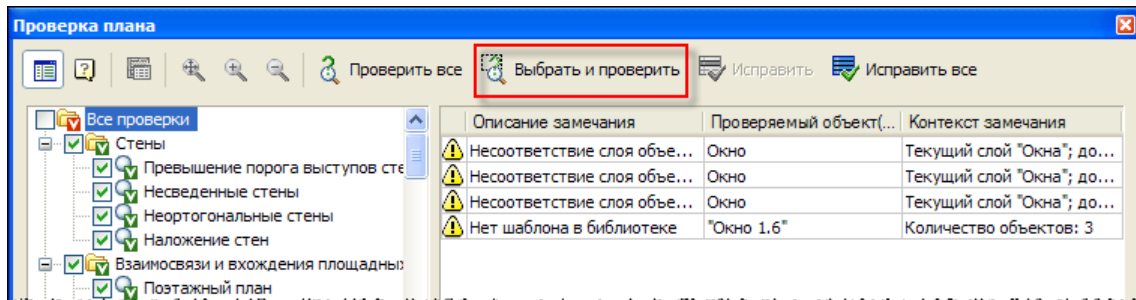 Проверка плана
Проверить все Выбрать и проверить Исправить Исправить все
Все проверки
Стены
Превышение порога выступов сте
Несведенные стены
Неортогональные стены
Наложение стен
Взаимосвязи и вхождения площадных
Поэтажный план
Описание замечания Проверяемый объект(... Контекст замечания
Несоответствие слоя объе... Окно Текущий слой "Окна"; до...
Несоответствие слоя объе... Окно Текущий слой "Окна"; до...
Несоответствие слоя объе... Окно Текущий слой "Окна"; до...
Нет шаблона в библиотеке "Окно 1.6" Количество объектов: 3